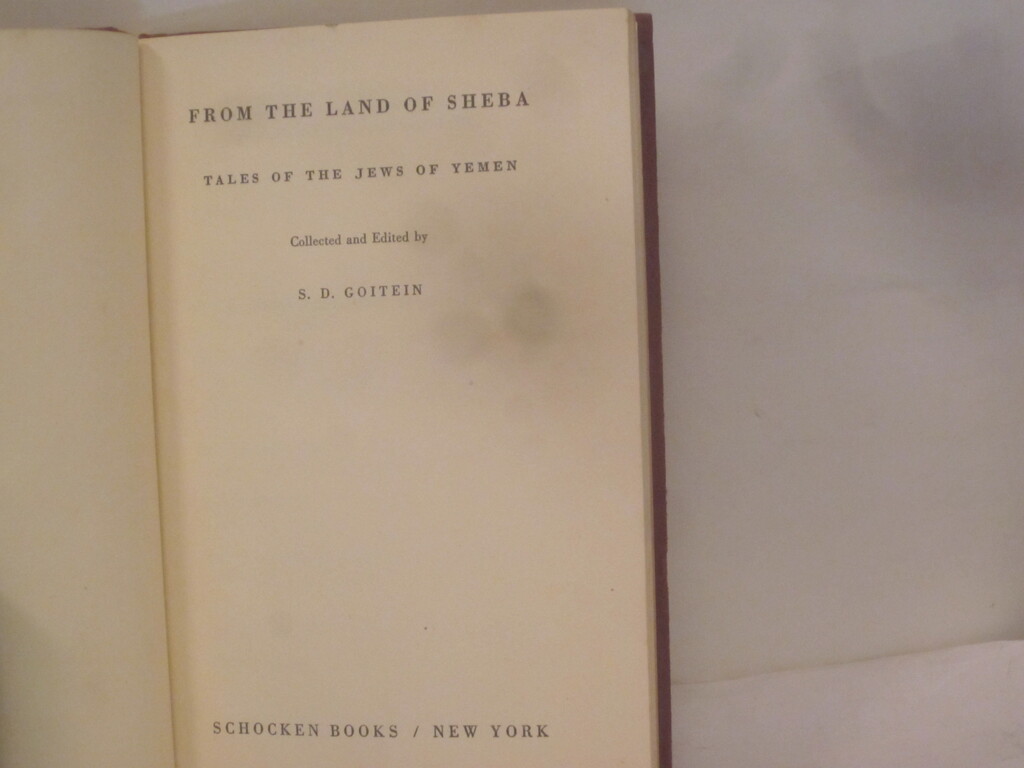 FROM THE LAND OF SHEBA
TALES OF THE JEWS OF YEMEN
Collected and Edited by
S. D. GOITEIN
SCHOCKEN BOOKS / NEW YORK